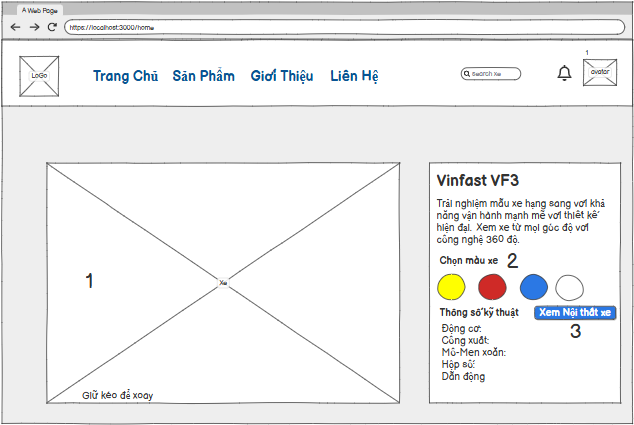 A Web Page
https://localhost:3000/home
1
LoGo
Trang Chủ Sản Phẩm Giới Thiệu Liên Hệ
search xe
avatar
Vinfast VF3
Trải nghiệm mẫu xe hạng sang với khả
năng vận hành mạnh mẽ với thiết kế
hiện đại. Xem xe từ mọi góc độ với
công nghệ 360 độ.
Chọn màu xe 2
1
Xe
Thông số kỹ thuật
Xem Nội thất xe
3
Động cơ:
Công xuất:
Mô-Men xoắn:
Hộp số:
Dẫn động
Giữ kéo để xoay